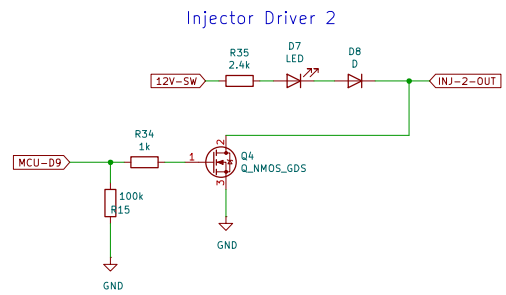 Injector Driver 2
R35
2.4k
D7
LED
D8
D
12V-SW
INJ-2-OUT
R34
1k
MCU-D9
1
2
3
Q4
Q_NMOS_GDS
100k
R15
GND
GND